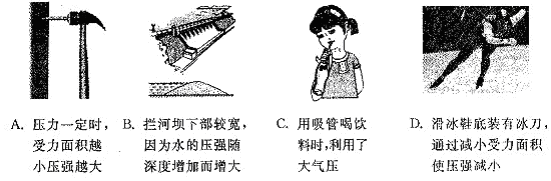 A. 压力一定时，
受力面积越
小压强越大
B. 拦河坝下部较宽，
因为水的压强随
深度增加而增大
C. 用吸管喝饮
料时，利用了
大气压
D. 滑冰鞋底装有冰刀，
通过减小受力面积
使压强减小